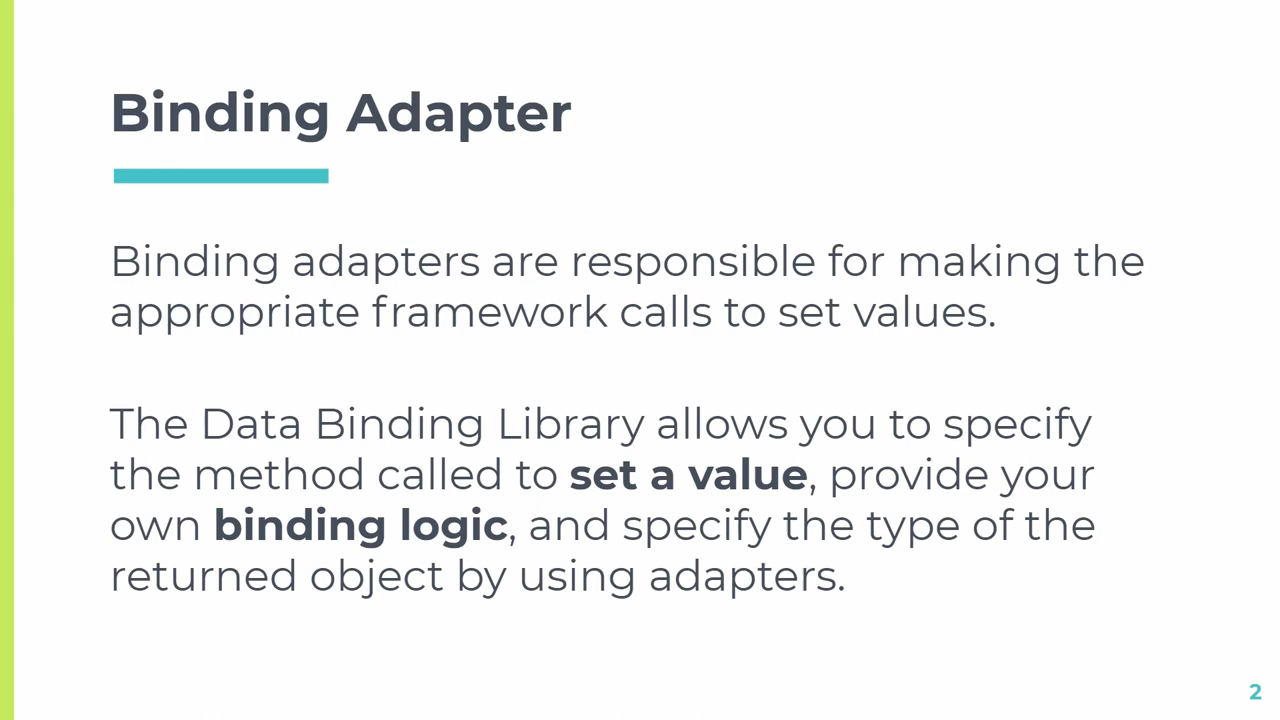 Binding Adapter
Binding adapters are responsible for making the
appropriate framework calls to set values.
The Data Binding Library allows you to specify
the method called to set a value, provide your
own binding logic, and specify the type of the
returned object by using adapters.
2